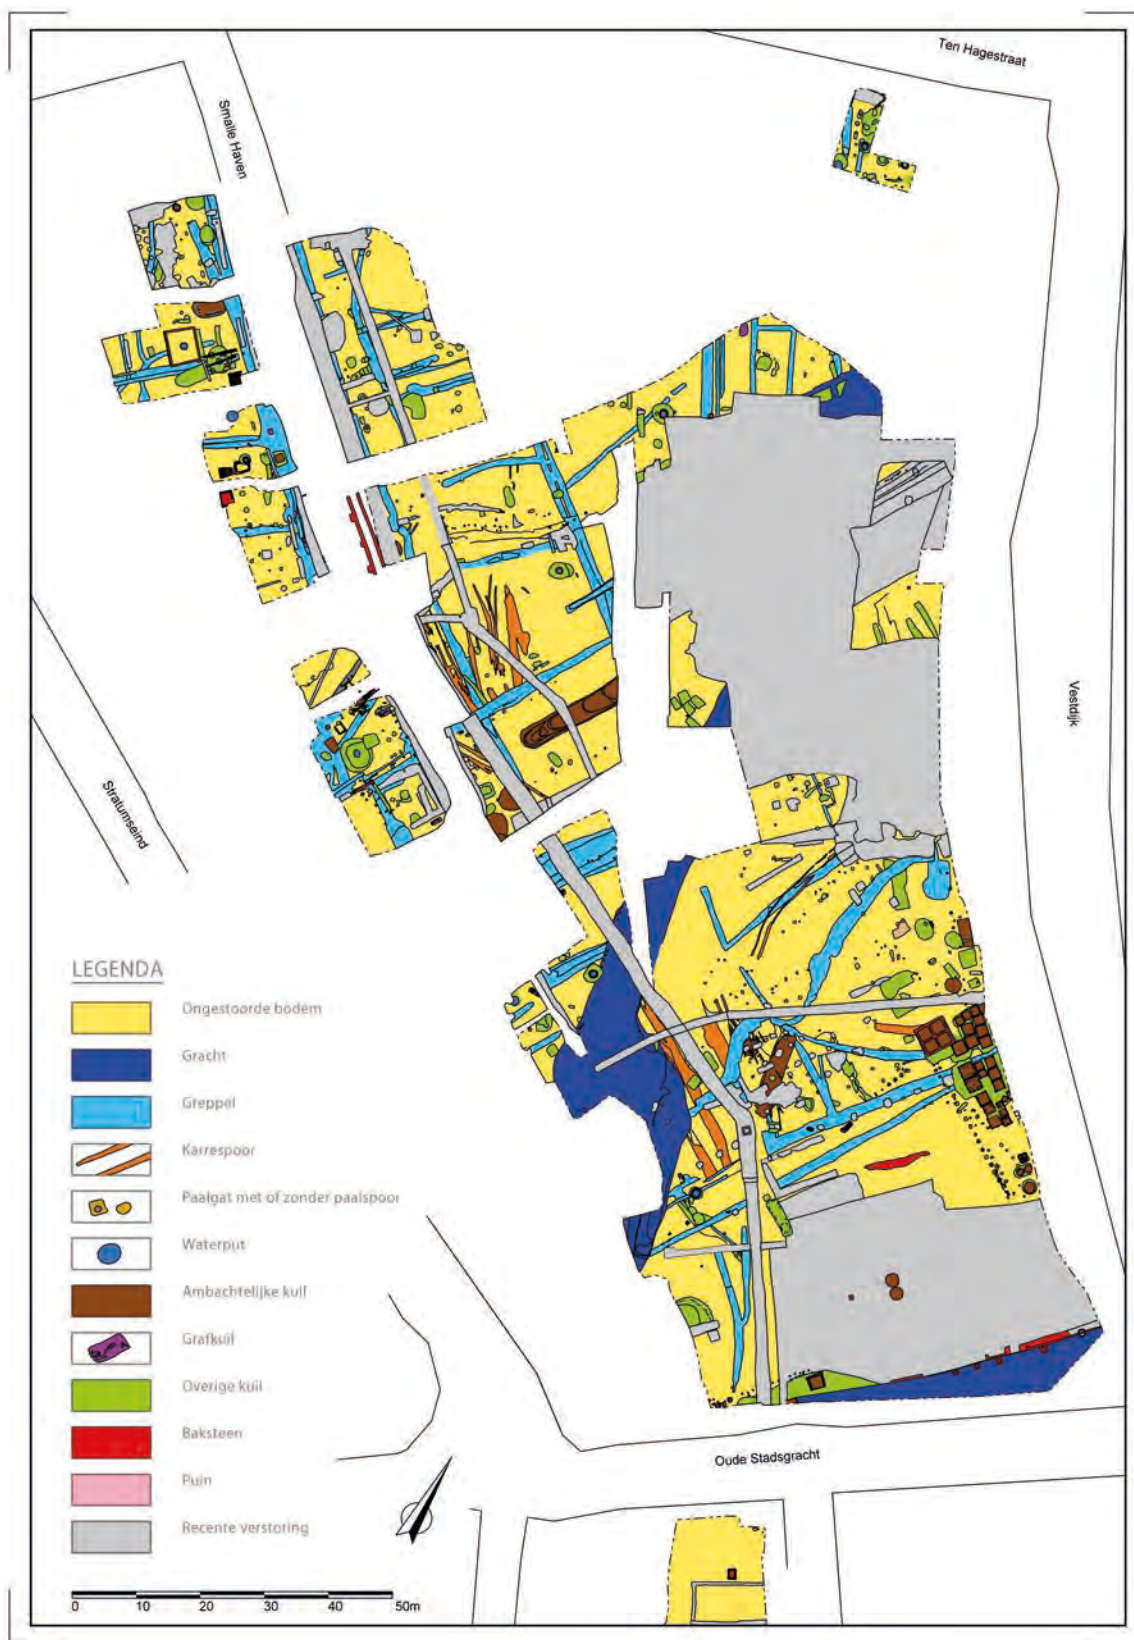 Ten Hagestraat
Smalle Haven
Vestdijk
Stratumseind
LEGENDA
Ongestoorde bodem
Gracht
Greppel
Karrespoor
Paalgat met of zonder paalspoor
Waterput
Ambachtelijke kuil
Grafkuil
Overige kuil
Baksteen
Puin
Recente verstoring
Oude Stadsgracht
0 10 20 30 40 50m